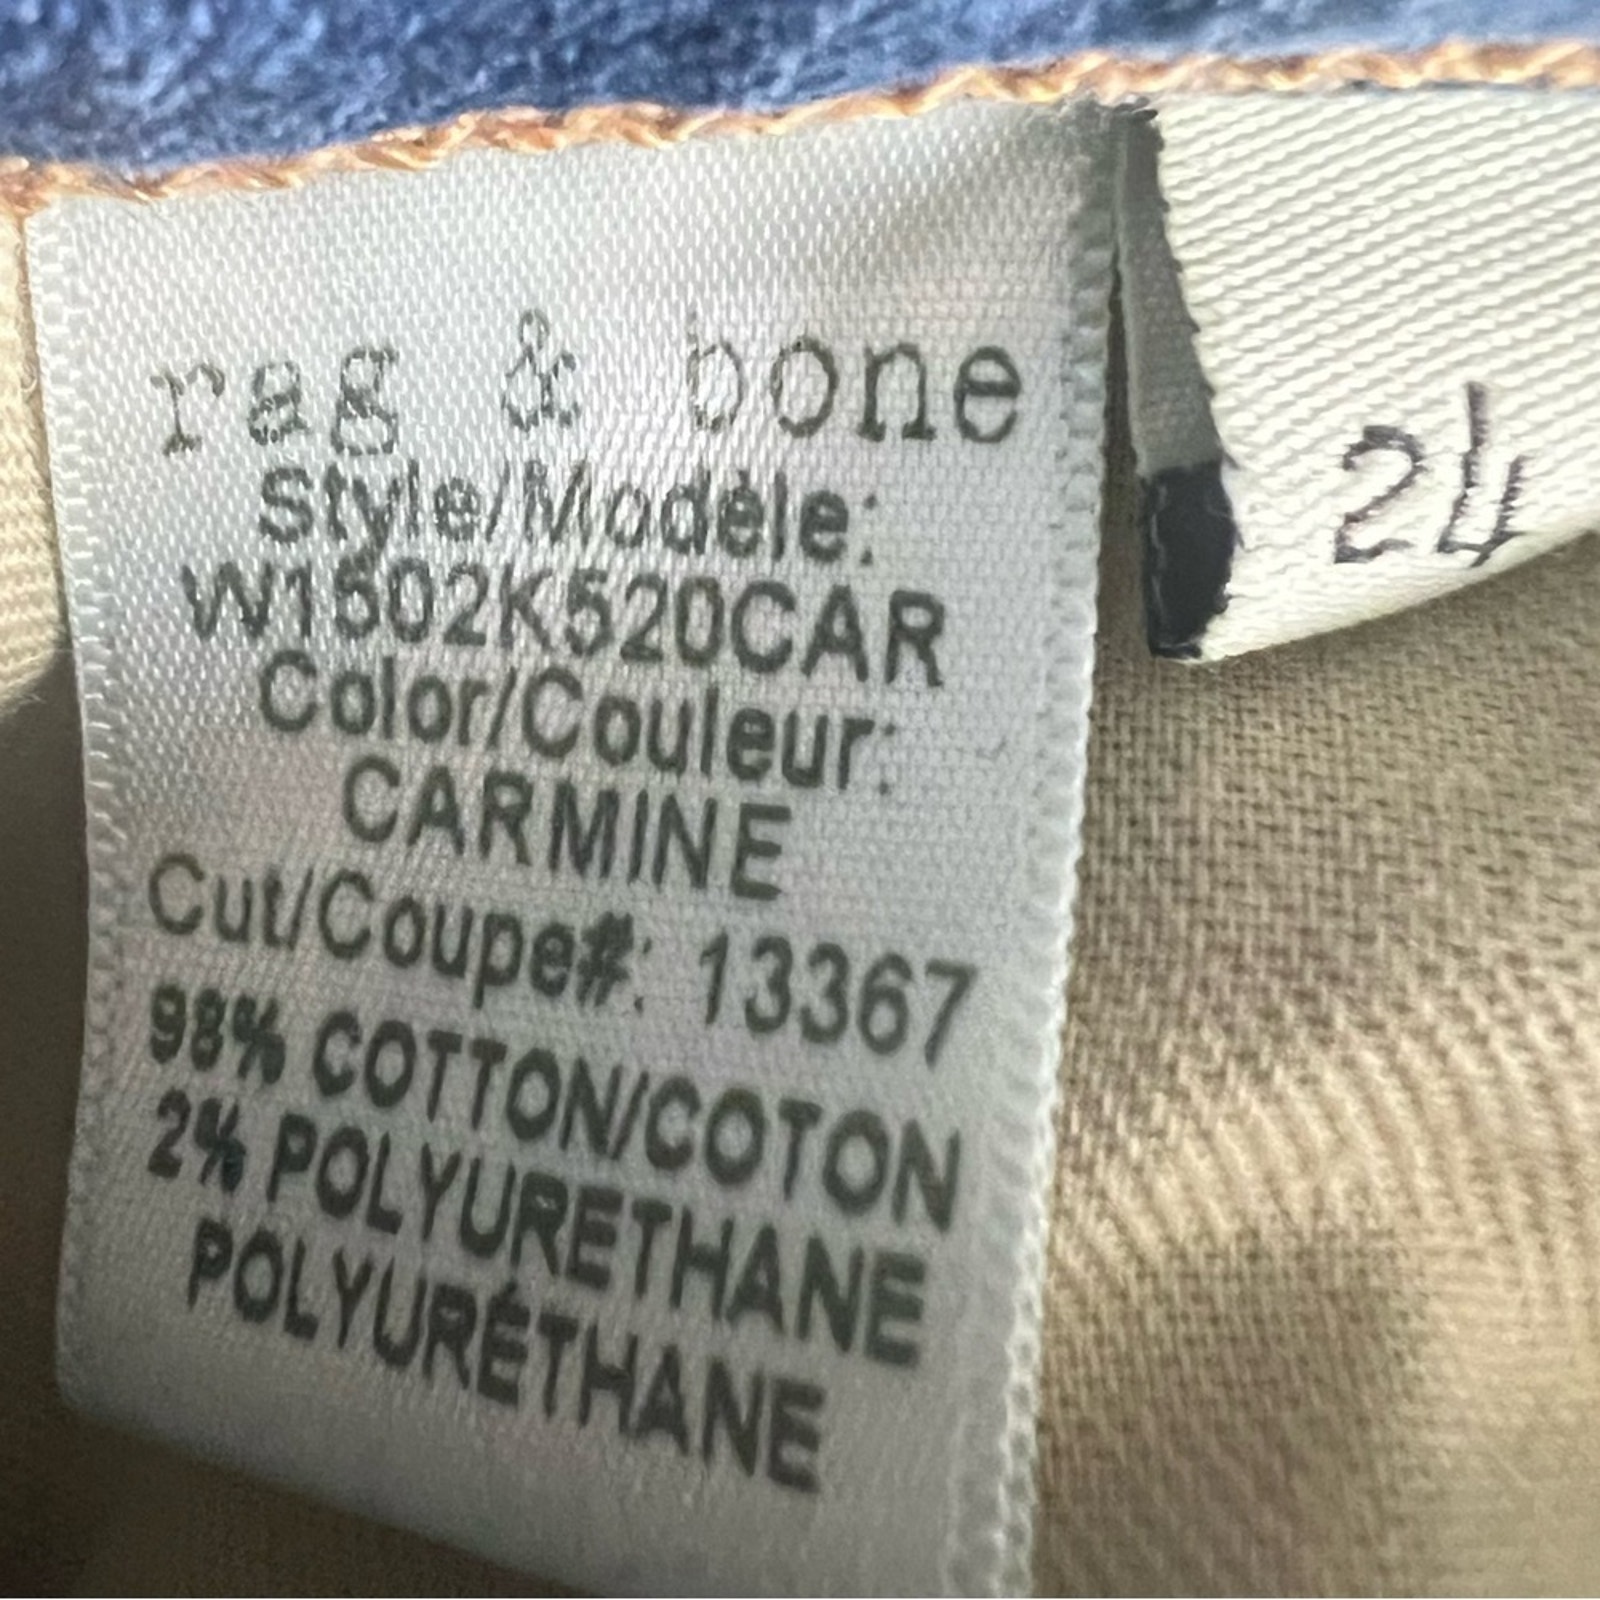 rag & bone
Style/Modèle:
W1502K520CAR
Color/Couleur:
CARMINE
Cut/Coupe#: 13367
98% COTTON/COTON
2% POLYURETHANE
POLYURÉTHANE
24